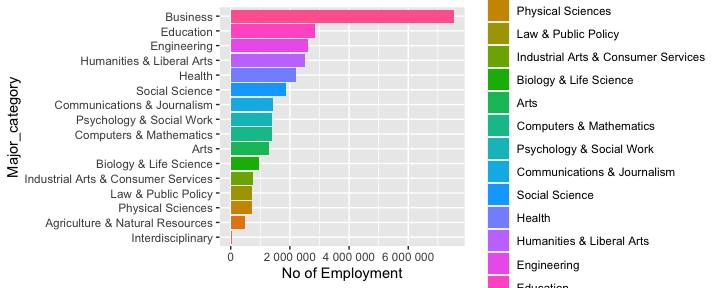 Major_category
Business
Education
Engineering
Humanities & Liberal Arts
Health
Social Science
Communications & Journalism
Psychology & Social Work
Computers & Mathematics
Arts
Biology & Life Science
Industrial Arts & Consumer Services
Law & Public Policy
Physical Sciences
Agriculture & Natural Resources
Interdisciplinary
0 2 000 000 4 000 000 6 000 000
No of Employment
Physical Sciences
Law & Public Policy
Industrial Arts & Consumer Services
Biology & Life Science
Arts
Computers & Mathematics
Psychology & Social Work
Communications & Journalism
Social Science
Health
Humanities & Liberal Arts
Engineering
Education